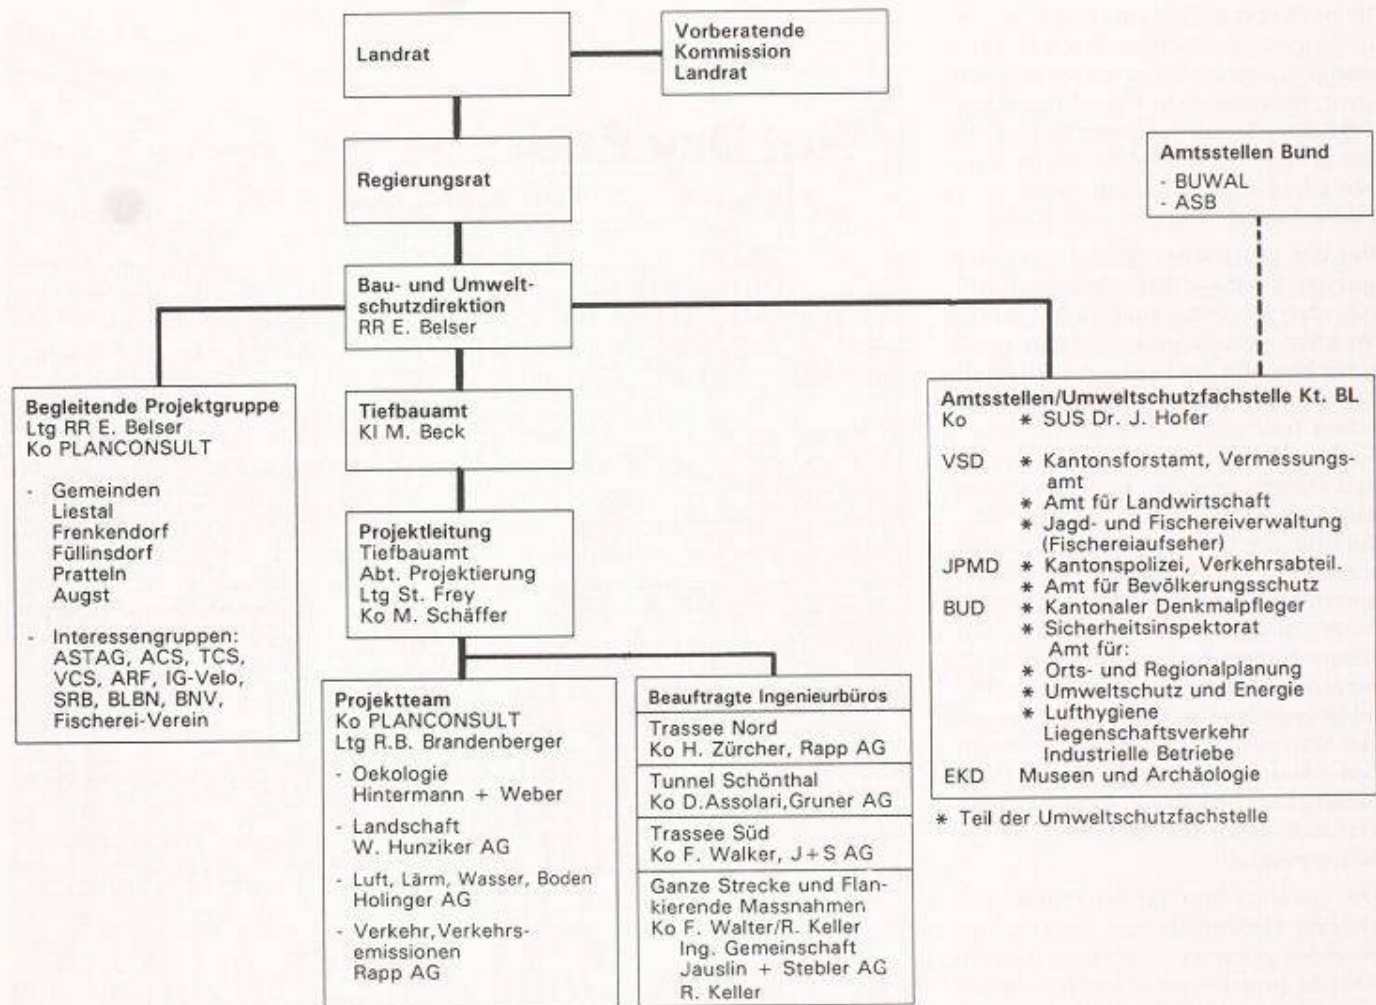 Landrat
Vorberatende
Kommission
Landrat
Regierungsrat
Amtsstellen Bund
- BUWAL
- ASB
Bau- und Umwelt-
schutzdirektion
RR E. Belser
Begleitende Projektgruppe
Ltg RR E. Belser
Ko PLANCONSULT
- Gemeinden
Liestal
Frenkendorf
Füllinsdorf
Pratteln
Augst
- Interessengruppen:
ASTAG, ACS, TCS,
VCS, ARF, IG-Velo,
SRB, BLBN, BNV,
Fischerei-Verein
Tiefbauamt
KI M. Beck
Projektleitung
Tiefbauamt
Abt. Projektierung
Ltg St. Frey
Ko M. Schäffer
Projektteam
Ko PLANCONSULT
Ltg R.B. Brandenberger
- Oekologie
Hintermann + Weber
- Landschaft
W. Hunziker AG
- Luft, Lärm, Wasser, Boden
Holinger AG
- Verkehr,Verkehrs-
emissionen
Rapp AG
Beauftragte Ingenieurbüros
Trassee Nord
Ko H. Zürcher, Rapp AG
Tunnel Schönthal
Ko D.Assolari,Gruner AG
Trassee Süd
Ko F. Walker, J+S AG
Ganze Strecke und Flan-
kierende Massnahmen
Ko F. Walter/R. Keller
Ing. Gemeinschaft
Jauslin + Stebler AG
R. Keller
Amtsstellen/Umweltschutzfachstelle Kt. BL
Ko * SUS Dr. J. Hofer
VSD * Kantonsforstamt, Vermessungs-
amt
* Amt für Landwirtschaft
* Jagd- und Fischereiverwaltung
(Fischereiaufseher)
JPMD * Kantonspolizei, Verkehrsabteil.
* Amt für Bevölkerungsschutz
BUD * Kantonaler Denkmalpfleger
* Sicherheitsinspektorat
Amt für:
* Orts- und Regionalplanung
* Umweltschutz und Energie
* Lufthygiene
Liegenschaftsverkehr
Industrielle Betriebe
EKD Museen und Archäologie
* Teil der Umweltschutzfachstelle